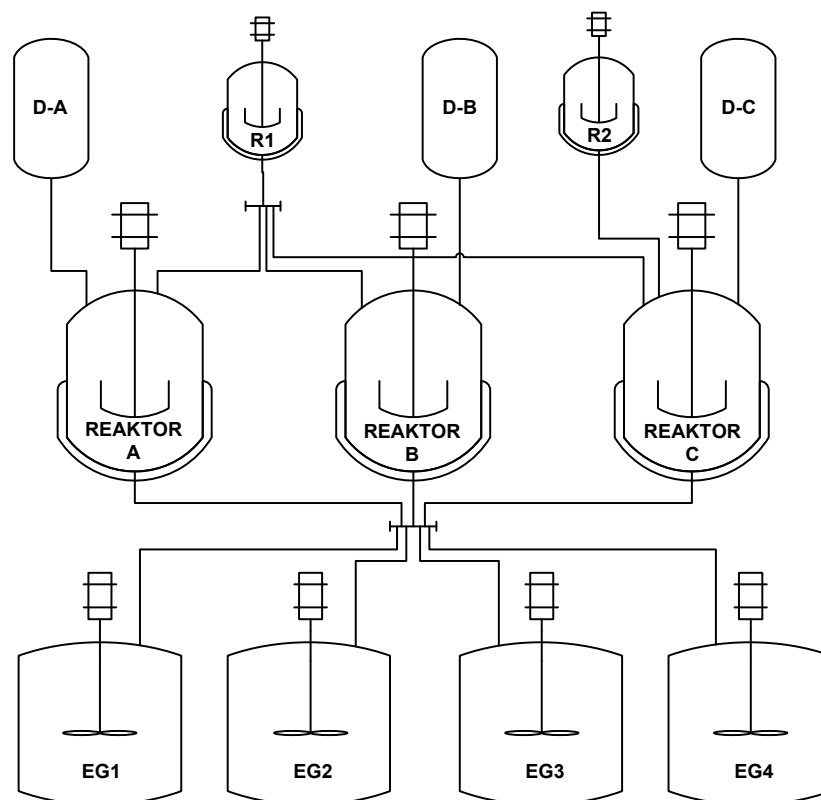 D-A
R1
D-B
R2
D-C
REAKTOR
A
REAKTOR
B
REAKTOR
C
EG1
EG2
EG3
EG4